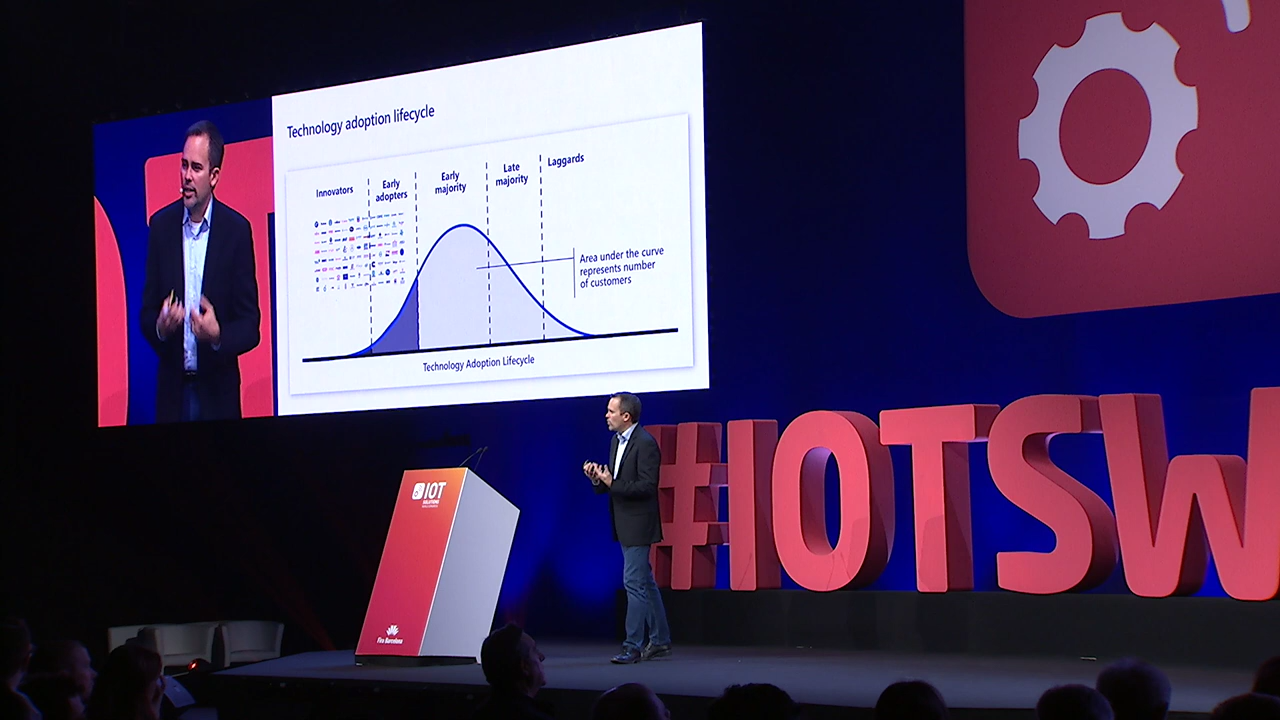 Technology adoption lifecycle
Innovators
Early
adopters
Early
majority
Late
majority
Laggards
Area under the curve
represents number
of customers
Technology Adoption Lifecycle
IOT
SOLUTIONS
Fira Barcelona
#IOTSW